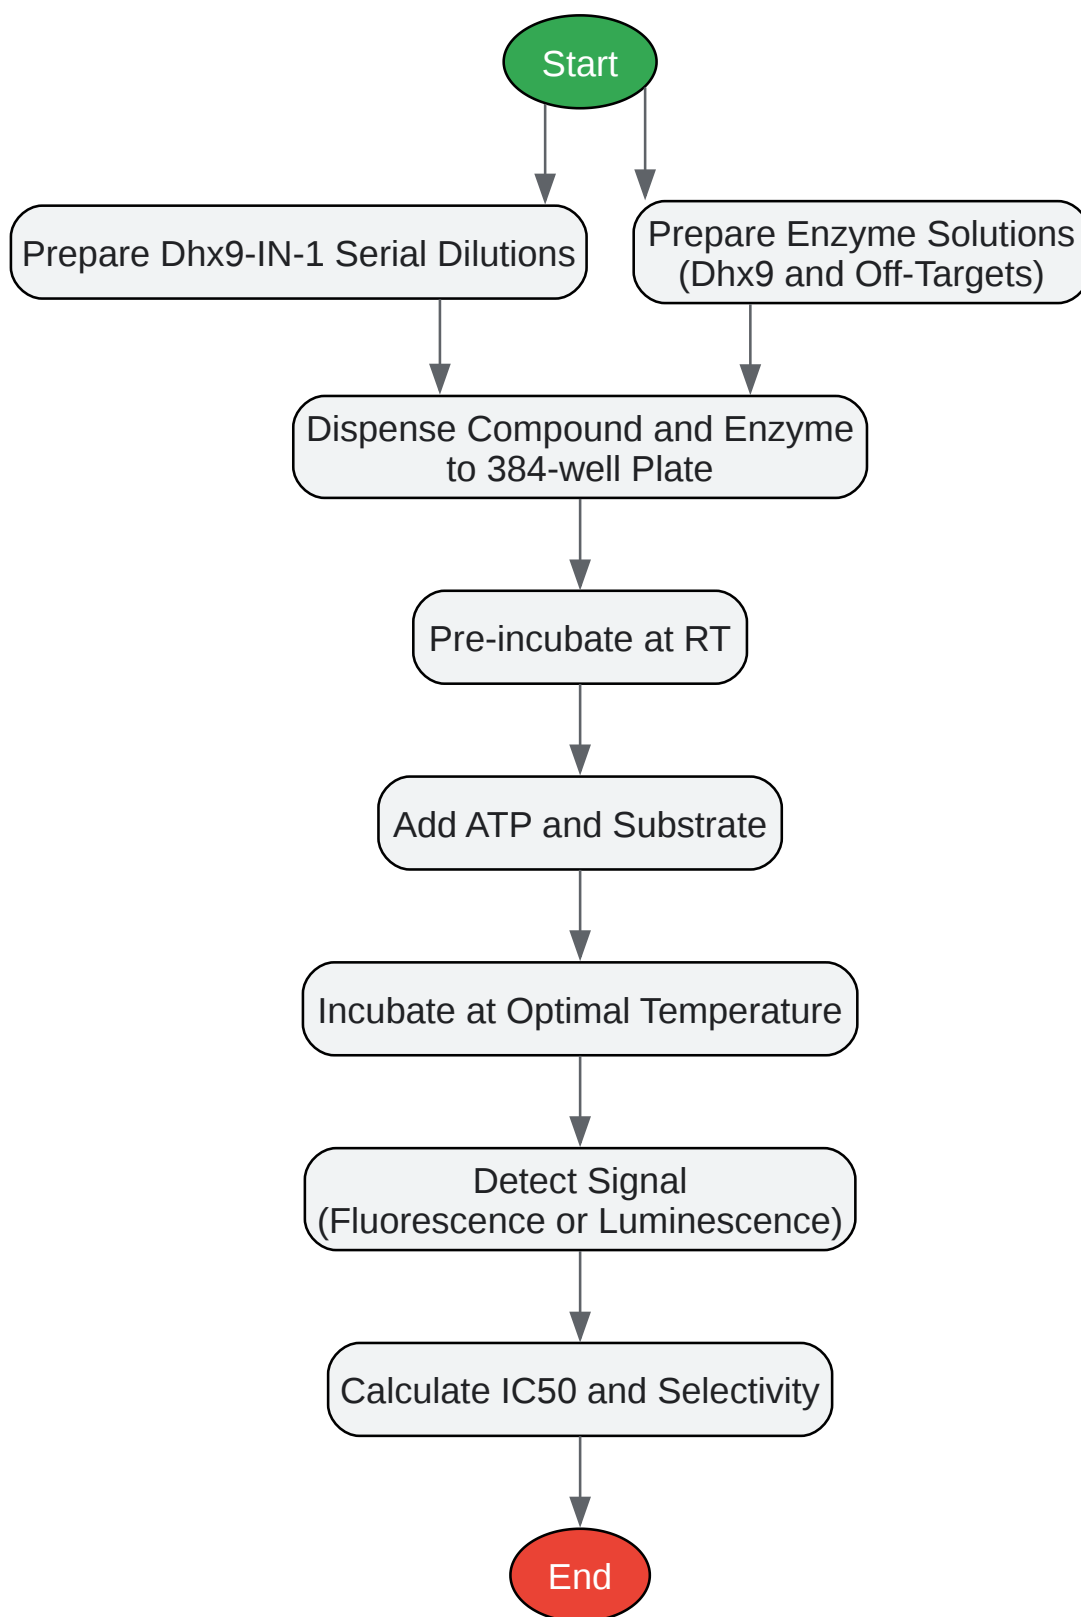 Start
Prepare Dhx9-IN-1 Serial Dilutions
Prepare Enzyme Solutions
(Dhx9 and Off-Targets)
Dispense Compound and Enzyme
to 384-well Plate
Pre-incubate at RT
Add ATP and Substrate
Incubate at Optimal Temperature
Detect Signal
(Fluorescence or Luminescence)
Calculate IC50 and Selectivity
End